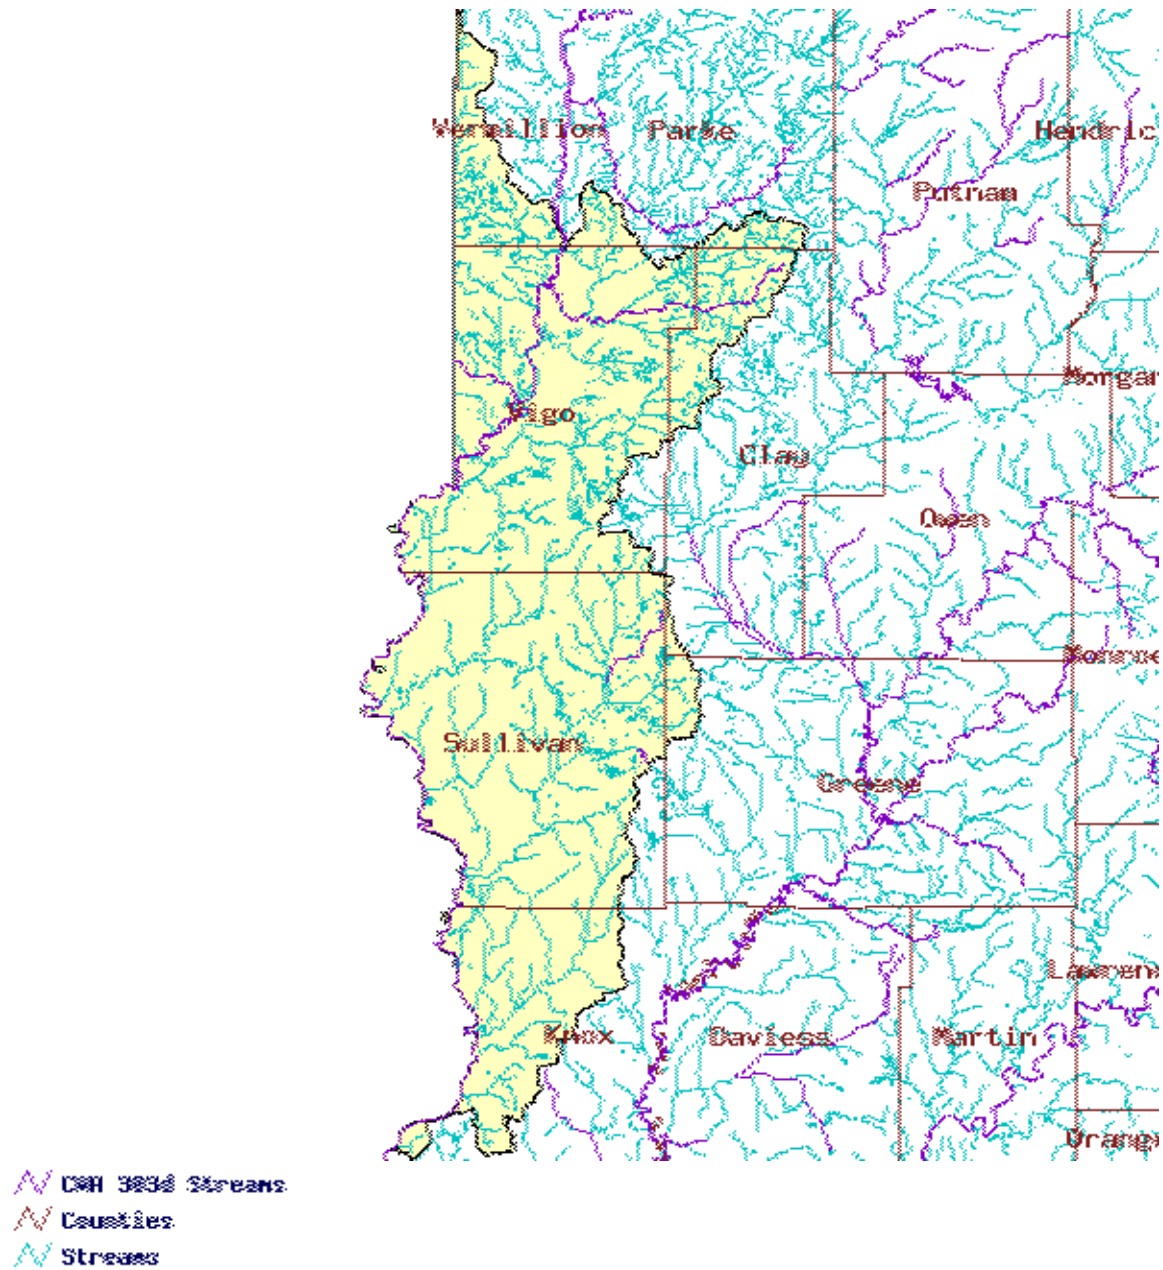 Vermillion Parke Hendric
Putnam
Morgan
Vigo
Clay
Owen
Monroe
Sullivan
Greene
Lawrenc
Knox Daviess Martin
Orang
CWA 303d Streams
Counties
Streams